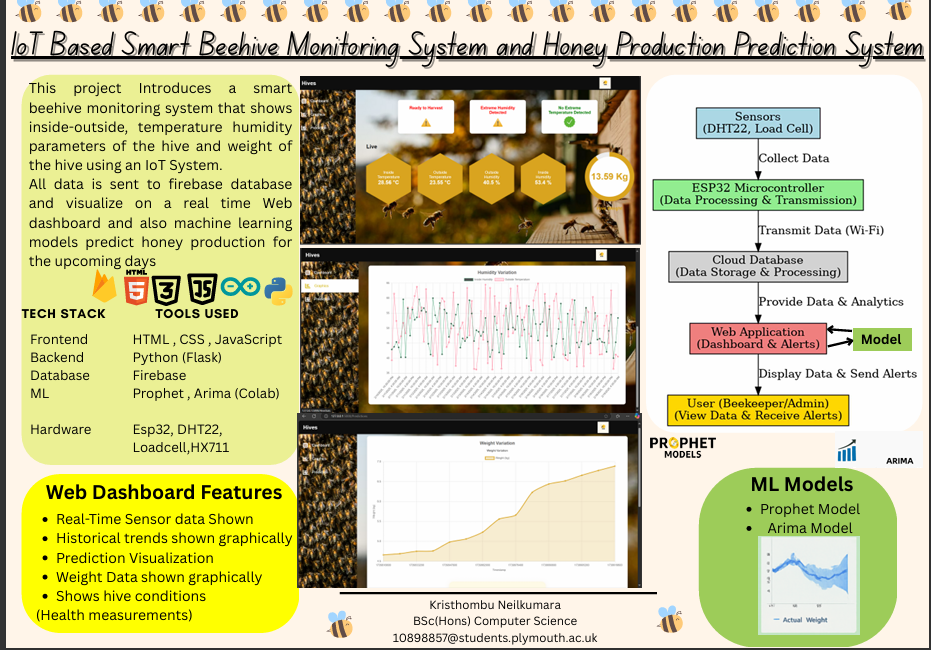 IoT Based Smart Beehive Monitoring System and Honey Production Prediction System
This project Introduces a smart
beehive monitoring system that shows
inside-outside, temperature humidity
parameters of the hive and weight of
the hive using an IoT System.
All data is sent to firebase database
and visualize on a real time Web
dashboard and also machine learning
models predict honey production for
the upcoming days
HTML
5
3
JS
TECH STACK TOOLS USED
Frontend HTML , CSS , JavaScript
Backend Python (Flask)
Database Firebase
ML Prophet , Arima (Colab)
Hardware Esp32, DHT22,
Loadcell,HX711
Web Dashboard Features
Real-Time Sensor data Shown
Historical trends shown graphically
Prediction Visualization
Weight Data shown graphically
Shows hive conditions
(Health measurements)
Hives
Ready to Harvest
Extreme Humidity
Detected
No Extreme
Temperature Detected
Live
Inside
Temperature
Outside
Temperature
Inside
Humidity
Outside
Humidity
13.59 Kg
Hives
Humidity Variation
Hives
Weight Variation
Weight Variation
Sensors
(DHT22, Load Cell)
Collect Data
ESP32 Microcontroller
(Data Processing & Transmission)
Transmit Data (Wi-Fi)
Cloud Database
(Data Storage & Processing)
Provide Data & Analytics
Web Application
(Dashboard & Alerts)
Model
Display Data & Send Alerts
User (Beekeeper/Admin)
(View Data & Receive Alerts)
PROPHET
MODELS
ARIMA
ML Models
Prophet Model
Arima Model
Actual Weight
Kristhombu Neilkumara
BSc(Hons) Computer Science
10898857@students.plymouth.ac.uk